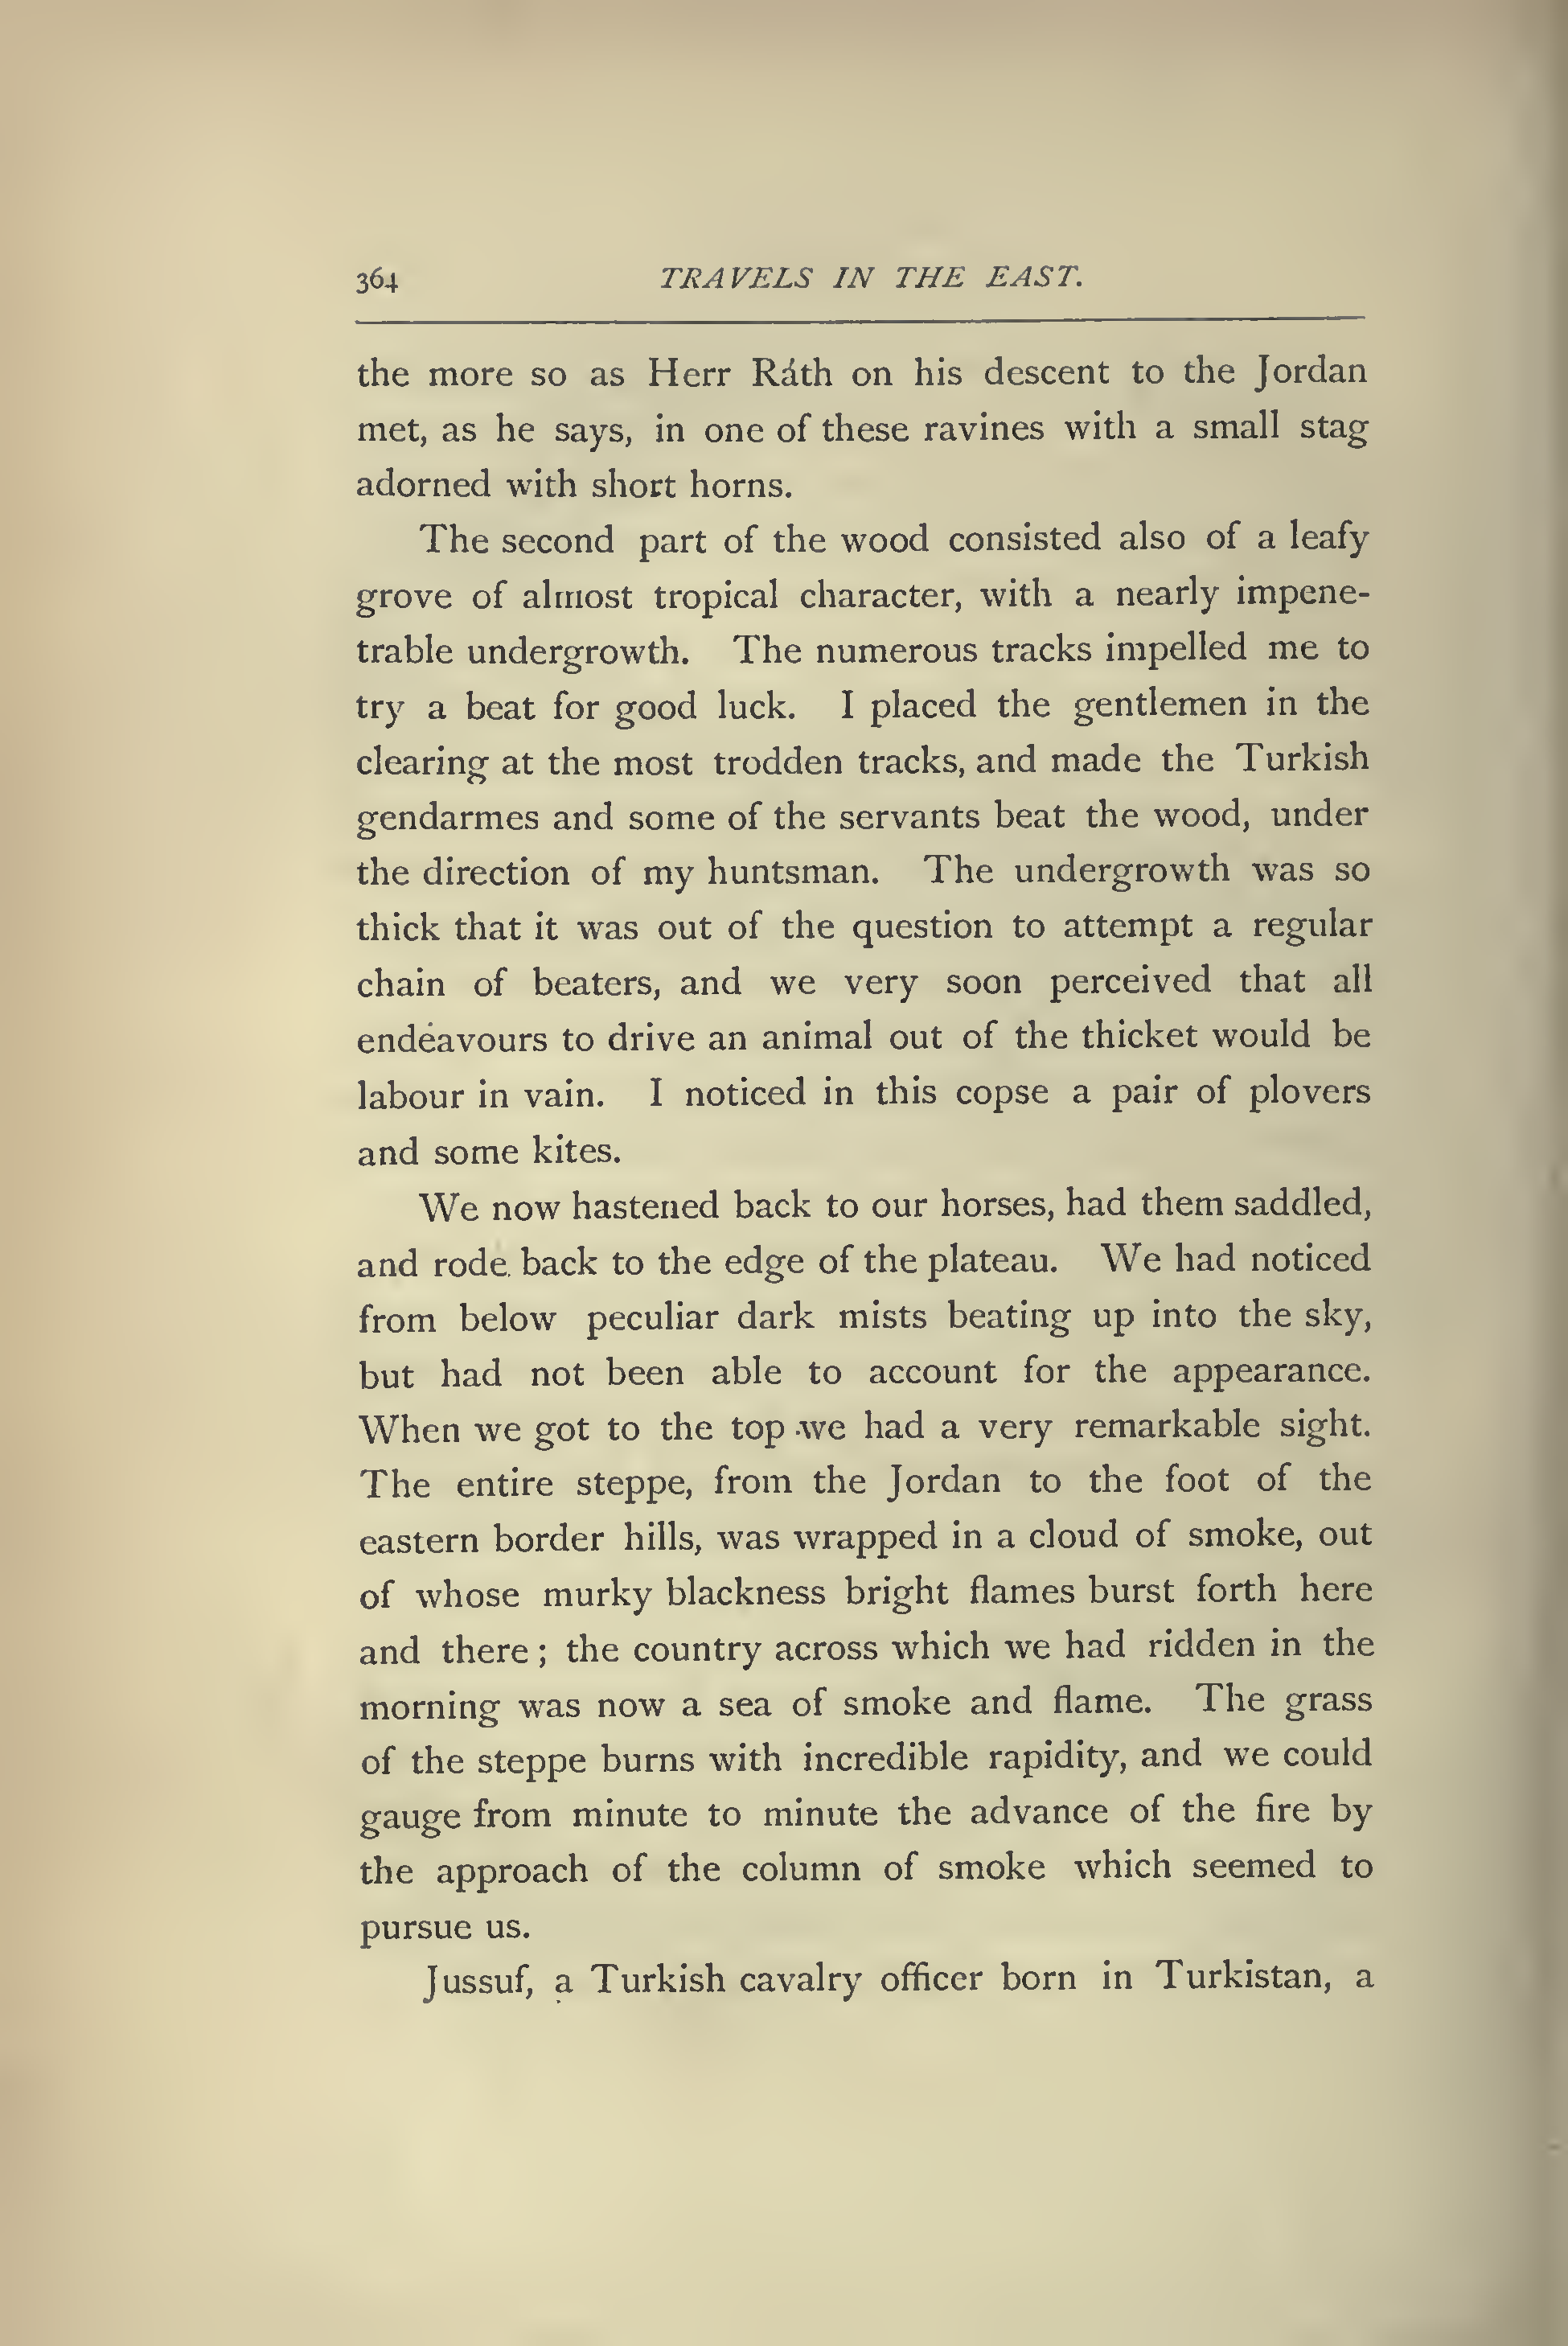 364 TRAVELS IN THE EAST.
the more so as Herr Ráth on his descent to the Jordan
met, as he says, in one of these ravines with a small stag
adorned with short horns.
The second part of the wood consisted also of a leafy
grove of almost tropical character, with a nearly impene-
trable undergrowth. The numerous tracks impelled me to
try a beat for good luck. I placed the gentlemen in the
clearing at the most trodden tracks, and made the Turkish
gendarmes and some of the servants beat the wood, under
the direction of my huntsman. The undergrowth was so
thick that it was out of the question to attempt a regular
chain of beaters, and we very soon perceived that all
endeavours to drive an animal out of the thicket would be
labour in vain. I noticed in this copse a pair of plovers
and some kites.
We now hastened back to our horses, had them saddled,
and rode back to the edge of the plateau. We had noticed
from below peculiar dark mists beating up into the sky,
but had not been able to account for the appearance.
When we got to the top we had a very remarkable sight.
The entire steppe, from the Jordan to the foot of the
eastern border hills, was wrapped in a cloud of smoke, out
of whose murky blackness bright flames burst forth here
and there ; the country across which we had ridden in the
morning was now a sea of smoke and flame. The grass
of the steppe burns with incredible rapidity, and we could
gauge from minute to minute the advance of the fire by
the approach of the column of smoke which seemed to
pursue us.
Jussuf, a Turkish cavalry officer born in Turkistan, a